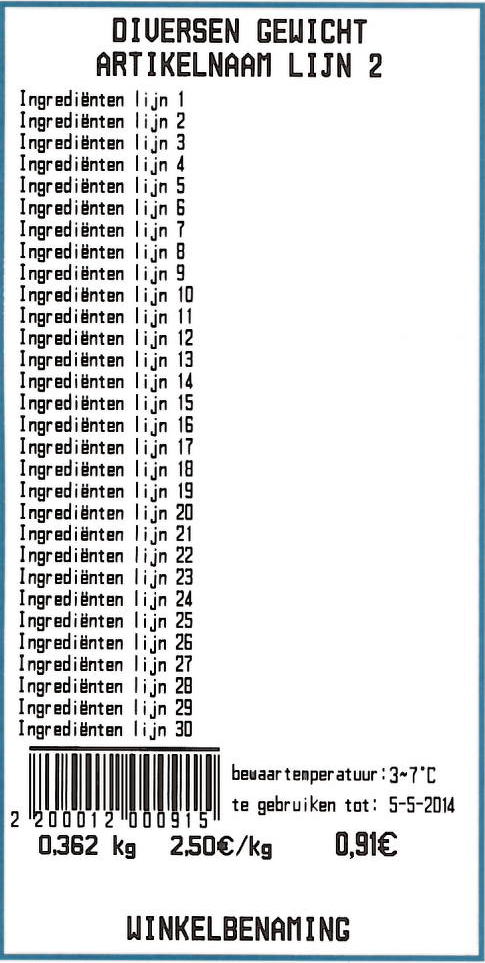 DIVERSEN GEWICHT
ARTIKELNAAM LIJN 2
Ingrediënten lijn 1
Ingrediënten lijn 2
Ingrediënten lijn 3
Ingrediënten lijn 4
Ingrediënten lijn 5
Ingrediënten lijn 6
Ingrediënten lijn 7
Ingrediënten lijn 8
Ingrediënten lijn 9
Ingrediënten lijn 10
Ingrediënten lijn 11
Ingrediënten lijn 12
Ingrediënten lijn 13
Ingrediënten lijn 14
Ingrediënten lijn 15
Ingrediënten lijn 16
Ingrediënten lijn 17
Ingrediënten lijn 18
Ingrediënten lijn 19
Ingrediënten lijn 20
Ingrediënten lijn 21
Ingrediënten lijn 22
Ingrediënten lijn 23
Ingrediënten lijn 24
Ingrediënten lijn 25
Ingrediënten lijn 26
Ingrediënten lijn 27
Ingrediënten lijn 28
Ingrediënten lijn 29
Ingrediënten lijn 30
bewaartemperatuur:3~7°C
te gebruiken tot: 5-5-2014
2 200012 000915
0,362 kg 2,50€/kg 0,91€
WINKELBENAMING